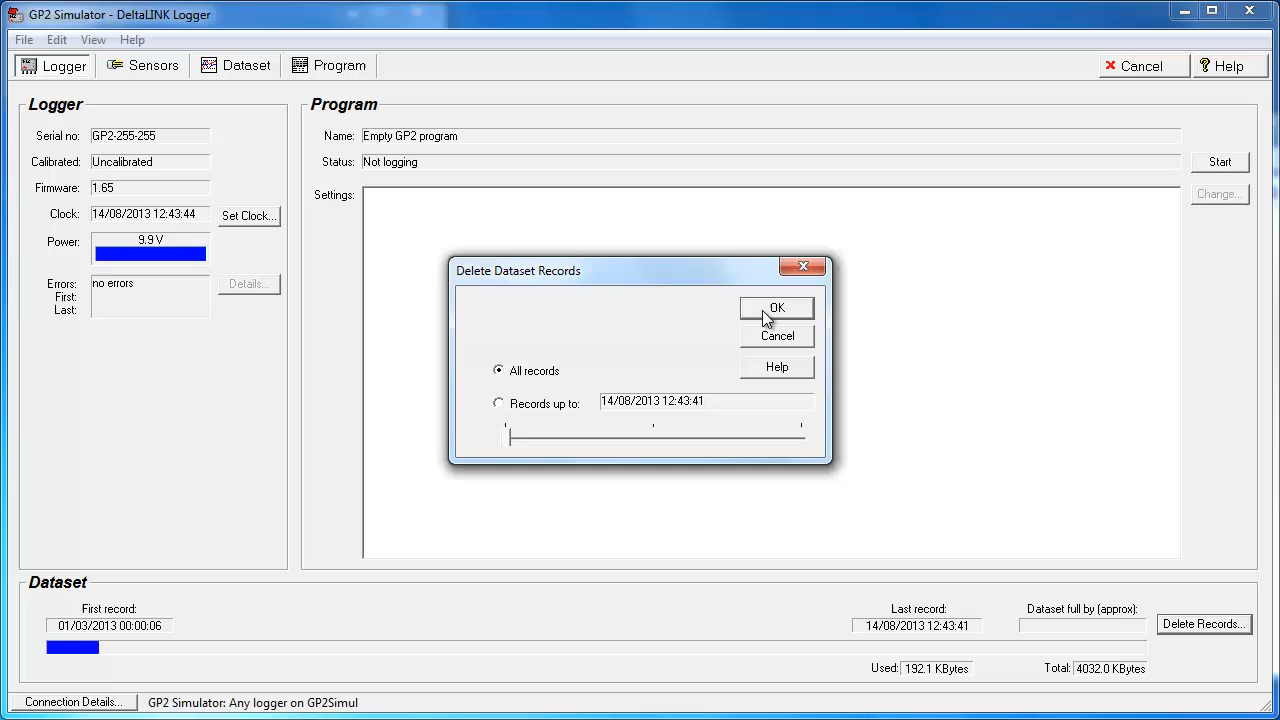 GP2 Simulator - DeltaLINK Logger
File Edit View Help
Logger Sensors Dataset Program Cancel Help
Logger
Serial no: GP2-255-255
Calibrated: Uncalibrated
Firmware: 1.65
Clock: 14/08/2013 12:43:44 Set Clock...
Power: 9.9 V
Errors: no errors Details...
First:
Last:
Program
Name: Empty GP2 program
Status: Not logging Start
Settings: Change...
Delete Dataset Records
OK
Cancel
Help
All records
Records up to: 14/08/2013 12:43:41
Dataset
First record: Last record: Dataset full by (approx):
01/03/2013 00:00:06 14/08/2013 12:43:41 Delete Records...
Used: 192.1 KBytes Total: 4032.0 KBytes
Connection Details... GP2 Simulator: Any logger on GP2Simul